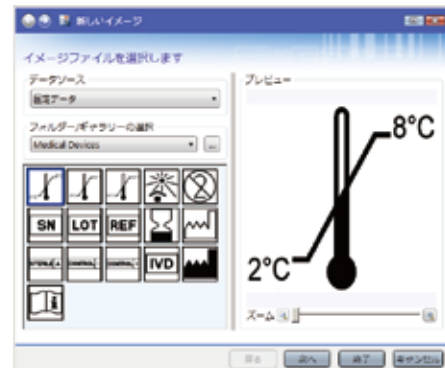 新しいイメージ
イメージファイルを選択します
データソース
固定データ
フォルダー/ギャラリーの選択
Medical Devices
...
SN
LOT
REF
IVD
プレビュー
8°C
2°C
ズーム
戻る
次へ
終了
キャンセル